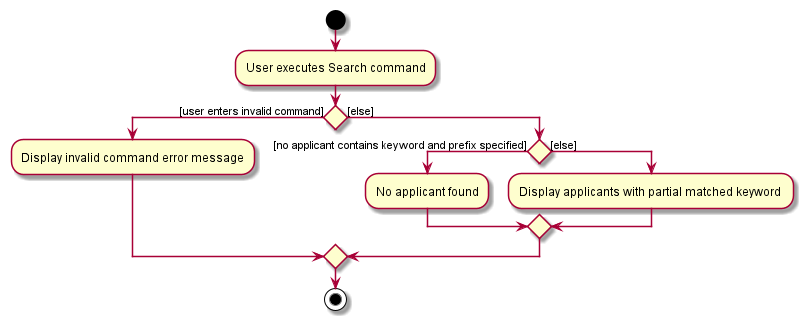 User executes Search command
[user enters invalid command]
[else]
Display invalid command error message
[no applicant contains keyword and prefix specified]
[else]
No applicant found
Display applicants with partial matched keyword